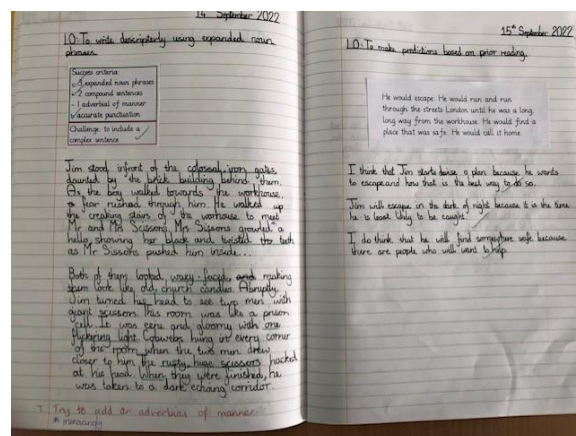 14 September 2022
LO: To write descriptively using expanded noun
phrases.
Success criteria:
3 expanded noun phrases
2 compound sentences
- 1 adverbial of manner
accurate punctuation
Challenge: to include a
complex sentence
Jim stood infront of the colossal iron gates,
daunted by the brick building behind them.
As the boy walked towards the workhouse,
a fear rushed through him. He walked up
the creaking stairs of the worhouse to meet
Mr and Mrs Sissons. Mrs Sissons growled a
hello, showing her black and twisted teeth
as Mr Sissons pushed him inside...
Both of them looked waxy-faced, and making
them look like old church candles. Abruptly,
Jim turned his head to see two men with
giant scissors. This room was like a prison
cell. It was eerie and gloomy with one
flickering light. Cobwebs hung in every corner
of the room. When the two men drew
closer to him the rusty, huge scissors hacked
at his head. When they were finished, he
was taken to a dark echoing corridor.
T Try to add an adverbial of manner.
* menacingly
15th September 2022
LO: To make predictions based on prior reading.
He would escape. He would run and run
through the streets London until he was a long,
long way from the workhouse. He would find a
place that was safe. He would call it home.
I think that Jim starts a plan because he wants
to escape and how that is the best way to do so.
Jim will escape in the dark of night because it is the time
he is least likely to be caught.
I do think that he will find somewhere safe because
there are people who will want to help.